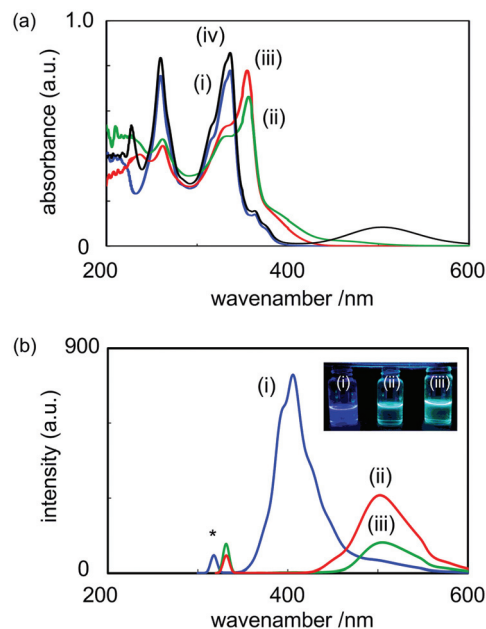 (a)
1.0
(iv)
(i)
(iii)
(ii)
absorbance (a.u.)
0
200
400
600
wavenamber /nm
(b)
900
(i)
(i)
(ii)
(iii)
(ii)
(iii)
*
intensity (a.u.)
0
200
400
600
wavenamber /nm